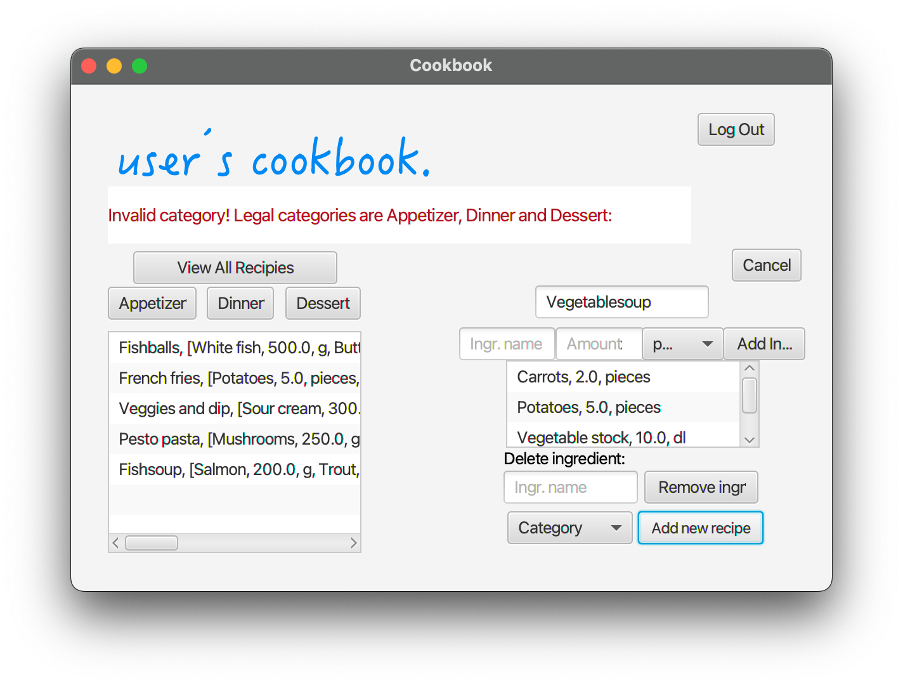 Cookbook
Log Out
user's cookbook.
Invalid category! Legal categories are Appetizer, Dinner and Dessert:
View All Recipies
Cancel
Appetizer Dinner Dessert
Vegetablesoup
Ingr. name Amount p... Add In...
Fishballs, [White fish, 500.0, g, Butt
French fries, [Potatoes, 5.0, pieces,
Veggies and dip, [Sour cream, 300.
Pesto pasta, [Mushrooms, 250.0, g
Fishsoup, [Salmon, 200.0, g, Trout,
Carrots, 2.0, pieces
Potatoes, 5.0, pieces
Vegetable stock, 10.0, dl
Delete ingredient:
Ingr. name Remove ingr
Category Add new recipe